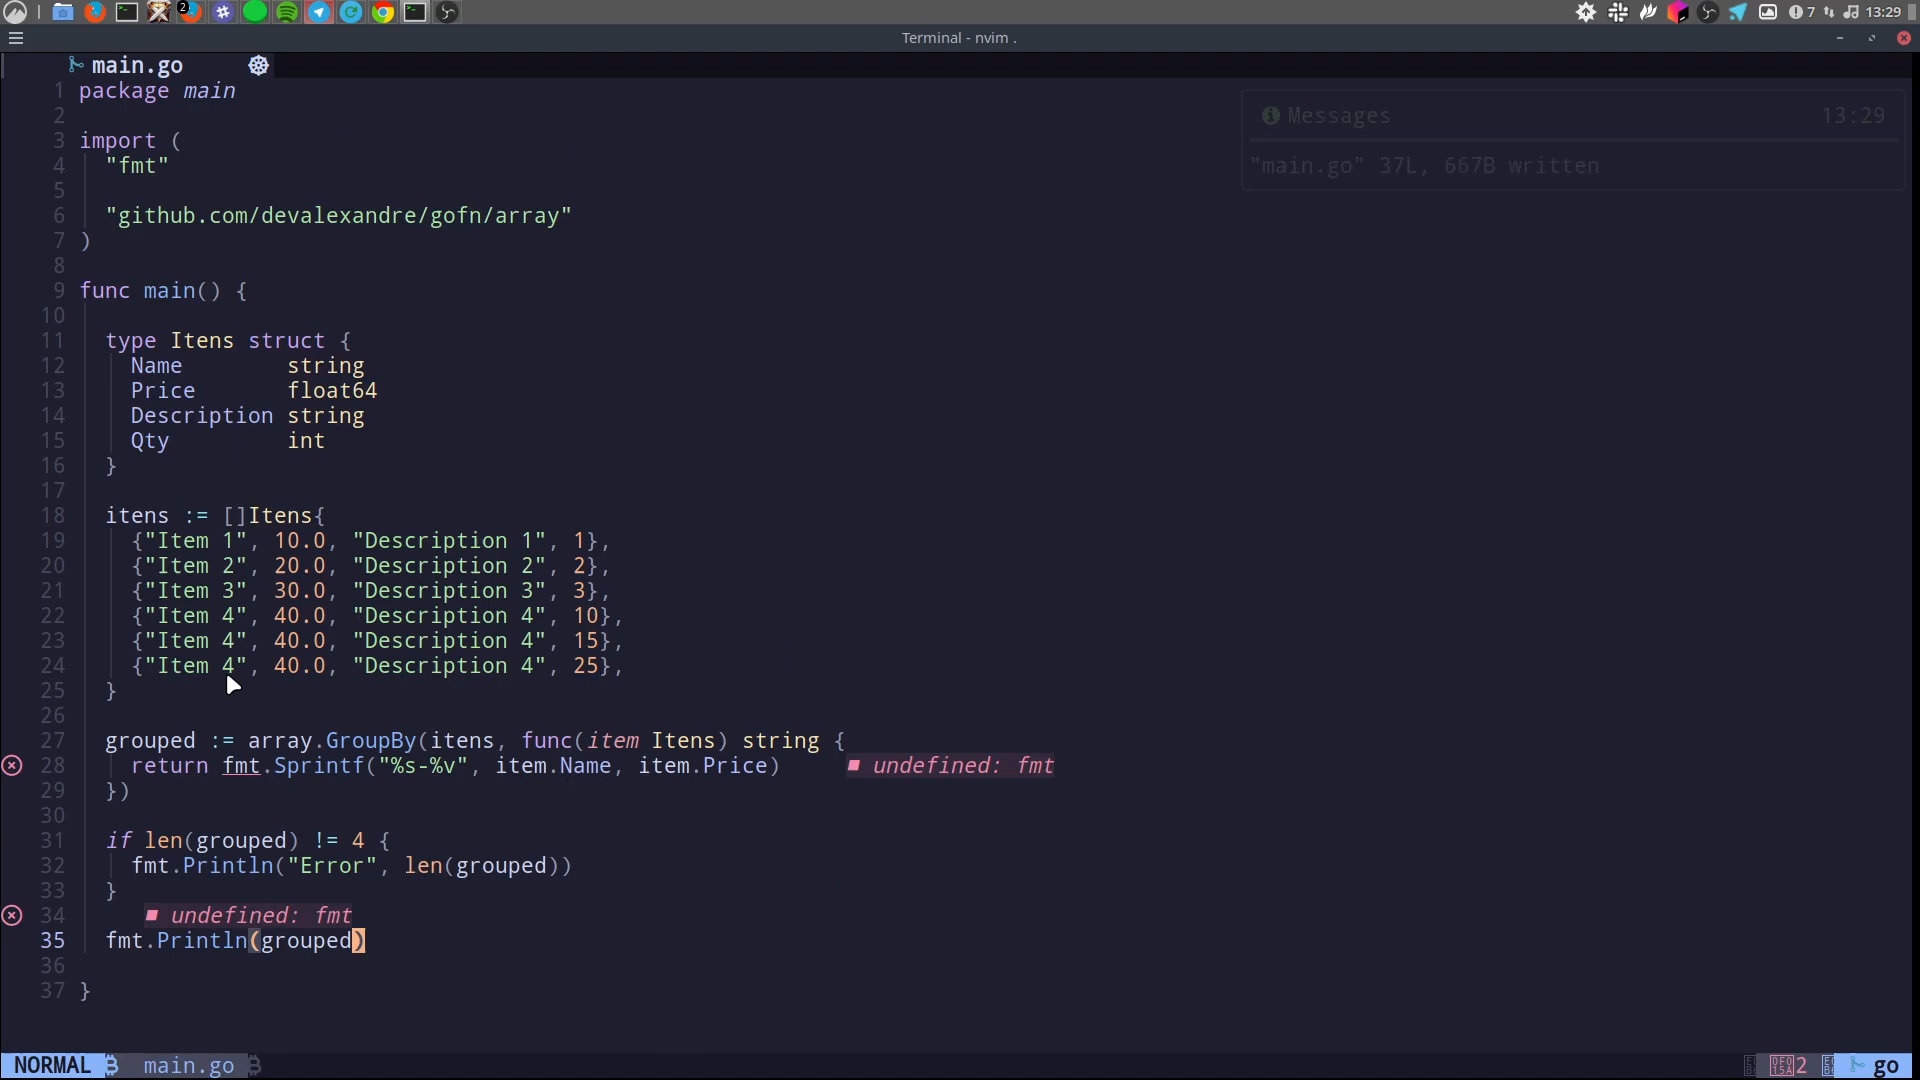 2
7
13:29
Terminal - nvim .
main.go
1 package main
2
3 import (
4 "fmt"
5
6 "github.com/devalexandre/gofn/array"
7 )
8
9 func main() {
10
11 type Itens struct {
12 Name string
13 Price float64
14 Description string
15 Qty int
16 }
17
18 itens := []Itens{
19 {"Item 1", 10.0, "Description 1", 1},
20 {"Item 2", 20.0, "Description 2", 2},
21 {"Item 3", 30.0, "Description 3", 3},
22 {"Item 4", 40.0, "Description 4", 10},
23 {"Item 4", 40.0, "Description 4", 15},
24 {"Item 4", 40.0, "Description 4", 25},
25 }
26
27 grouped := array.GroupBy(itens, func(item Itens) string {
28 return fmt.Sprintf("%s-%v", item.Name, item.Price) ■ undefined: fmt
29 })
30
31 if len(grouped) != 4 {
32 fmt.Println("Error", len(grouped))
33 }
34 ■ undefined: fmt
35 fmt.Println(grouped)
36
37 }
Messages 13:29
"main.go" 37L, 667B written
NORMAL main.go
2 go